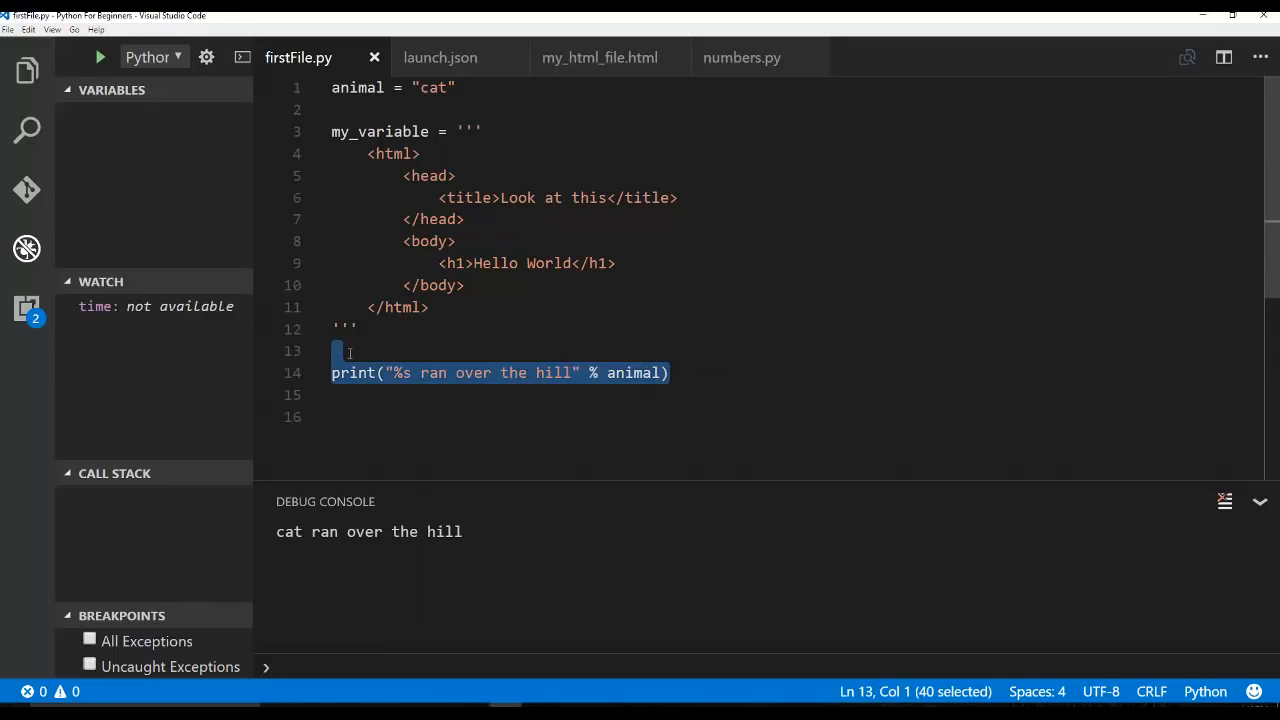 firstFile.py - Python For Beginners - Visual Studio Code
File Edit View Go Help
Python
firstFile.py
launch.json
my_html_file.html
numbers.py
VARIABLES
WATCH
time: not available
CALL STACK
BREAKPOINTS
All Exceptions
Uncaught Exceptions
1 animal = "cat"
2
3 my_variable = '''
4 <html>
5 <head>
6 <title>Look at this</title>
7 </head>
8 <body>
9 <h1>Hello World</h1>
10 </body>
11 </html>
12 '''
13
14 print("%s ran over the hill" % animal)
15
16
DEBUG CONSOLE
cat ran over the hill
2
0 0
Ln 13, Col 1 (40 selected) Spaces: 4 UTF-8 CRLF Python